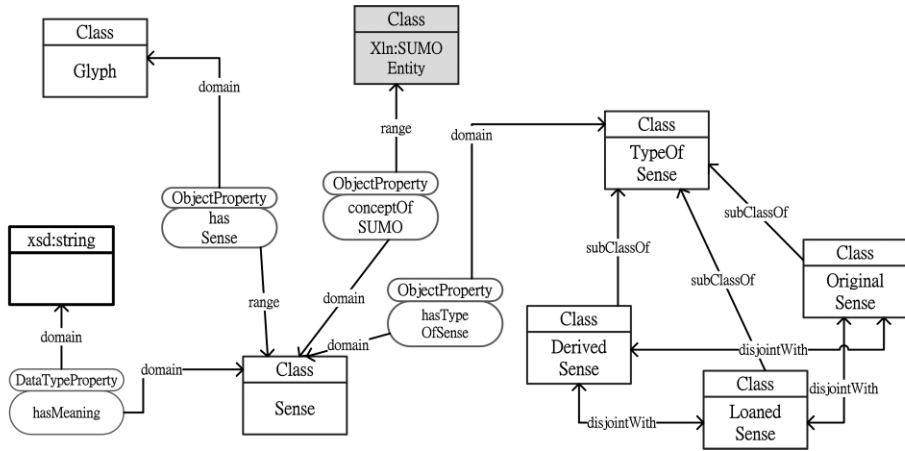 Class
Glyph
domain
ObjectProperty
has
Sense
range
Class
Xln:SUMO
Entity
range
ObjectProperty
conceptOf
SUMO
domain
xsd:string
domain
DataTypeProperty
hasMeaning
domain
Class
Sense
domain
ObjectProperty
hasType
OfSense
domain
Class
TypeOf
Sense
subClassOf
subClassOf
subClassOf
Class
Original
Sense
Class
Derived
Sense
disjointWith
disjointWith
disjointWith
Class
Loaned
Sense